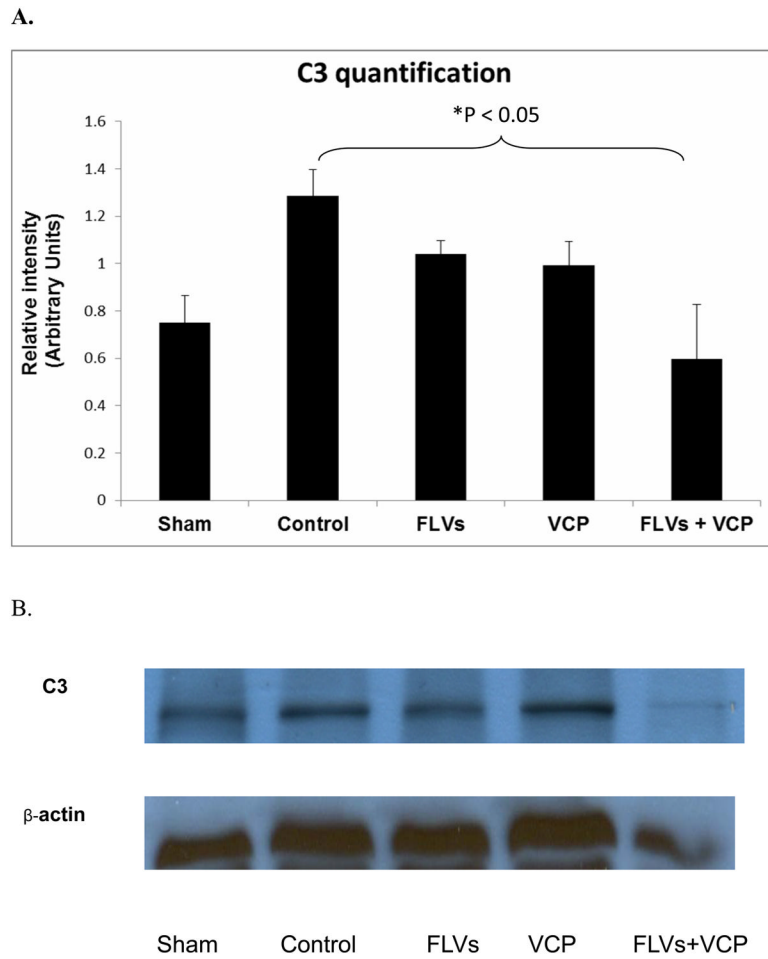 A.
C3 quantification
*P < 0.05
Relative intensity
(Arbitrary Units)
1.6
1.4
1.2
1
0.8
0.6
0.4
0.2
0
Sham Control FLVs VCP FLVs + VCP
B.
C3
β-actin
Sham Control FLVs VCP FLVs+VCP